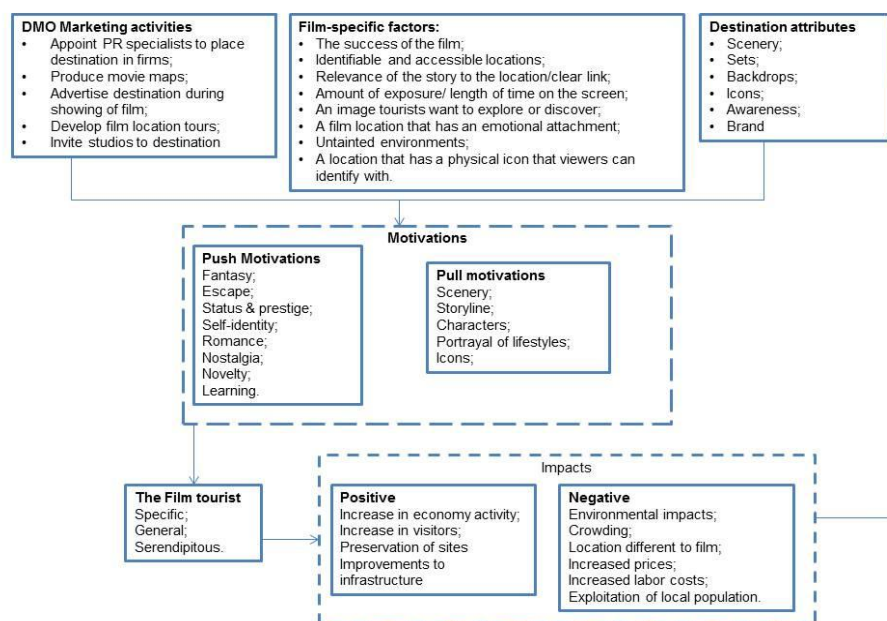 DMO Marketing activities
• Appoint PR specialists to place
destination in firms;
• Produce movie maps;
• Advertise destination during
showing of film;
• Develop film location tours;
• Invite studios to destination
Film-specific factors:
• The success of the film;
• Identifiable and accessible locations;
• Relevance of the story to the location/clear link;
• Amount of exposure/ length of time on the screen;
• An image tourists want to explore or discover;
• A film location that has an emotional attachment;
• Untainted environments;
• A location that has a physical icon that viewers can
identify with.
Destination attributes
• Scenery;
• Sets;
• Backdrops;
• Icons;
• Awareness;
• Brand
Motivations
Push Motivations
Fantasy;
Escape;
Status & prestige;
Self-identity;
Romance;
Nostalgia;
Novelty;
Learning.
Pull motivations
Scenery;
Storyline;
Characters;
Portrayal of lifestyles;
Icons;
The Film tourist
Specific;
General;
Serendipitous.
Impacts
Positive
Increase in economy activity;
Increase in visitors;
Preservation of sites
Improvements to
infrastructure
Negative
Environmental impacts;
Crowding;
Location different to film;
Increased prices;
Increased labor costs;
Exploitation of local population.